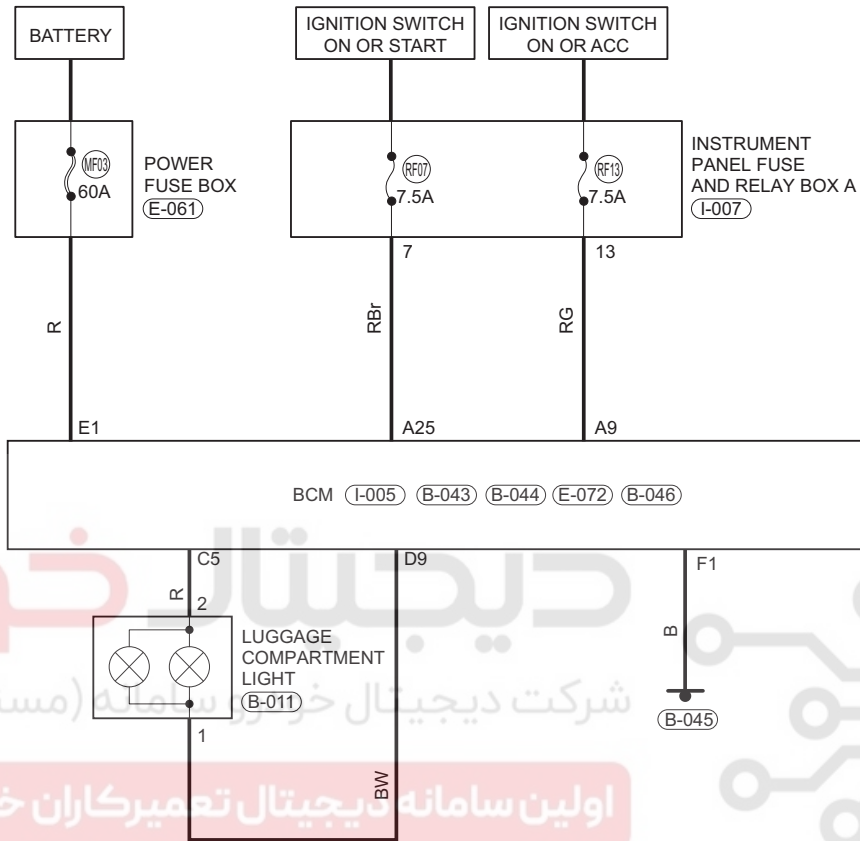 BATTERY
IGNITION SWITCH
ON OR START
IGNITION SWITCH
ON OR ACC
MF03
60A
POWER
FUSE BOX
E-061
RF07
7.5A
RF13
7.5A
INSTRUMENT
PANEL FUSE
AND RELAY BOX A
I-007
7
13
R
RBr
RG
E1
A25
A9
BCM I-005 B-043 B-044 E-072 B-046
C5
D9
F1
R
2
LUGGAGE
COMPARTMENT
LIGHT
B-011
1
BW
B
B-045
دیجیتال
شرکت دیجیتال خودرو سامانه
اولین سامانه دیجیتال تعمیرکاران